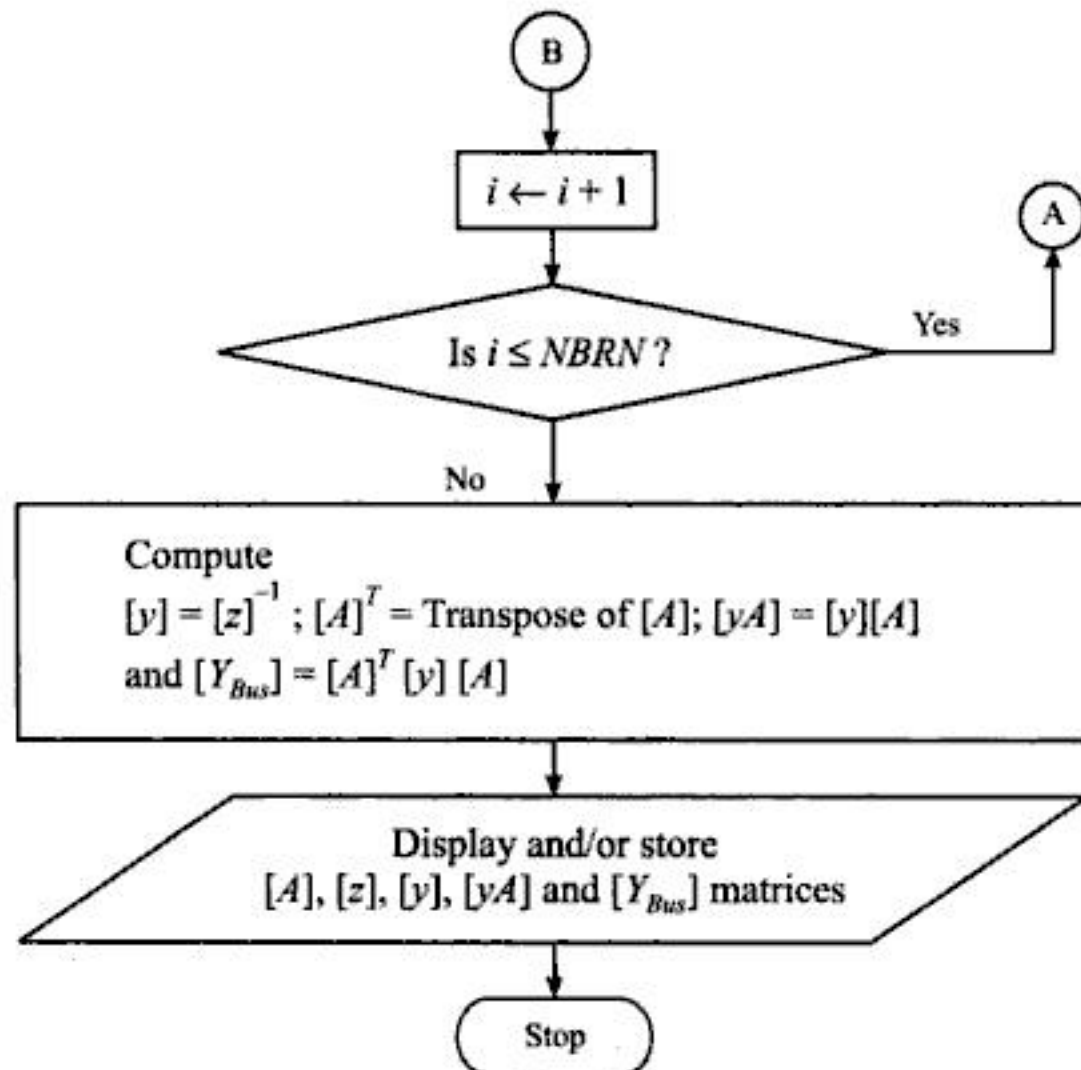 B
i ← i + 1
A
Is i ≤ NBRN ?
Yes
No
Compute
[y] = [z]⁻¹ ; [A]ᵀ = Transpose of [A]; [yA] = [y][A]
and [Y_Bus] = [A]ᵀ [y] [A]
Display and/or store
[A], [z], [y], [yA] and [Y_Bus] matrices
Stop